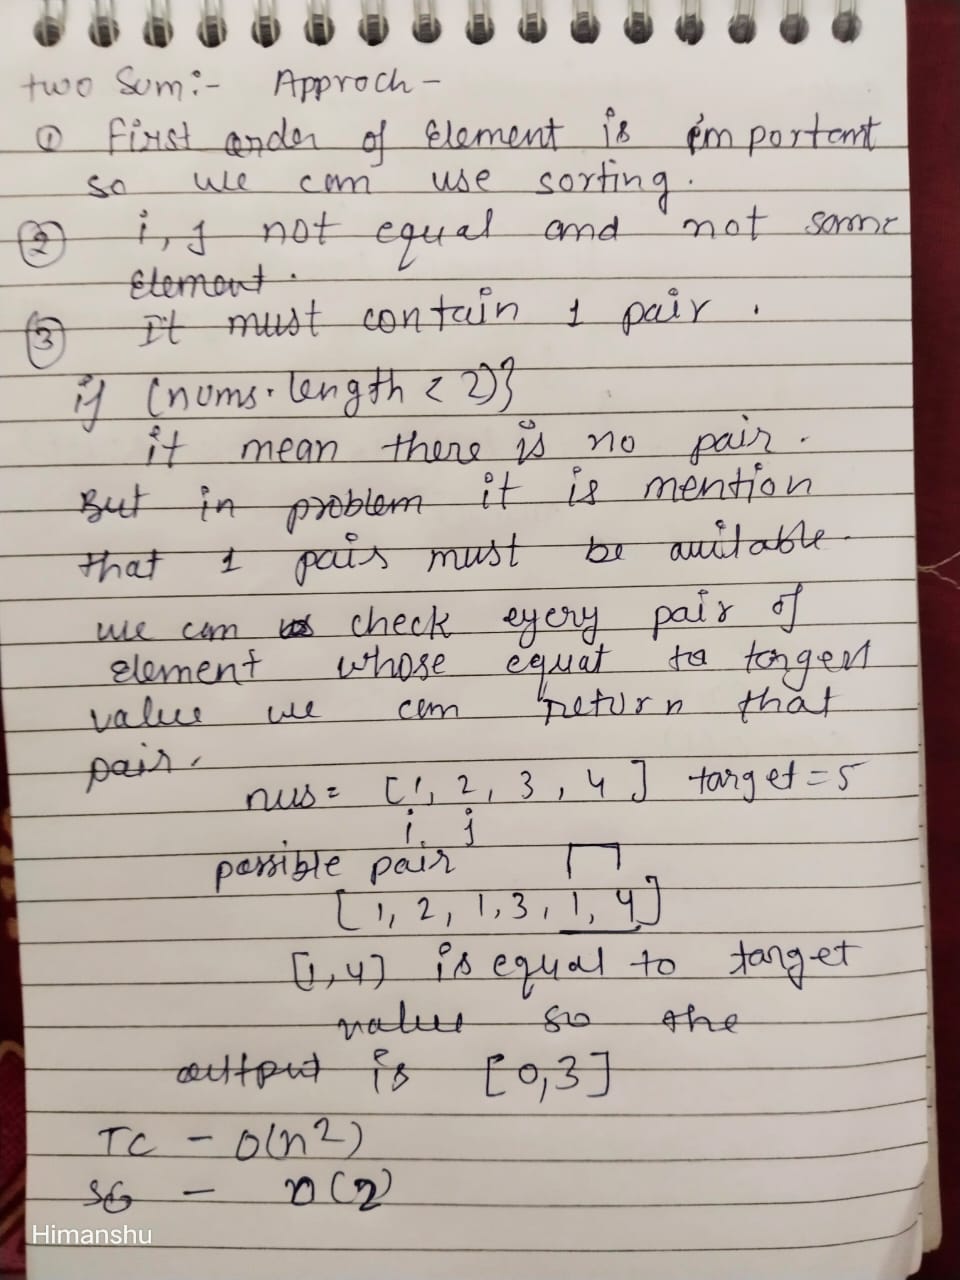 two Sum:- Approch -
① First order of Element is important
so we can use sorting.
② i, j not equal and not same
Element.
③ It must contain 1 pair.
if (nums.length < 2)}
it mean there is no pair.
But in problem it is mention
that 1 pair must be auilable.
we can check eyery pair of
element whose equat to torgert
value we can return that
pair.
nus = [1, 2, 3, 4] target = 5
i, j
possible pair
[1, 2, 1, 3, 1, 4]
[1, 4] is equal to target
value so the
output is [0,3]
TC - O(n2)
SC - O(2)
Himanshu